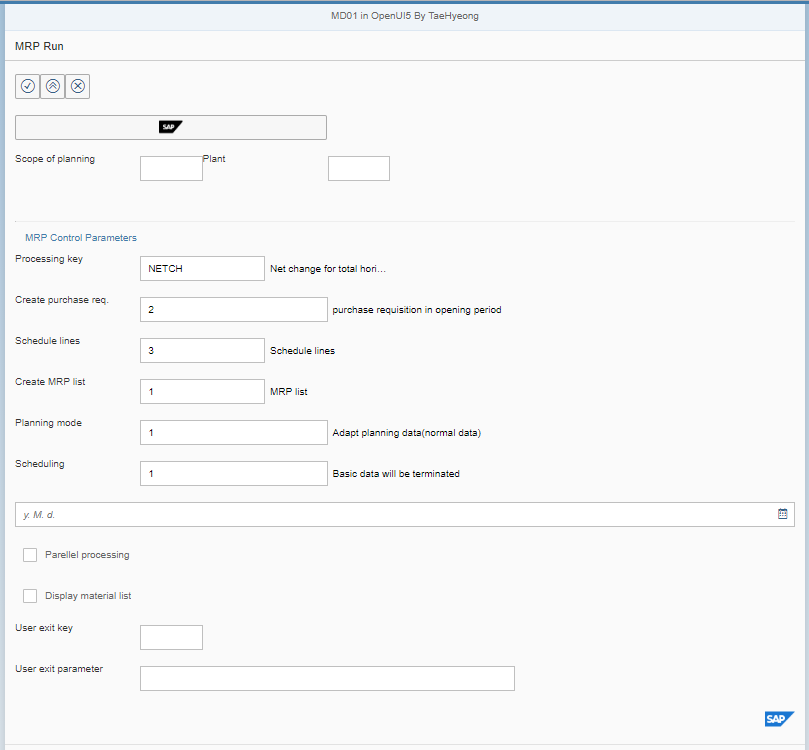 MD01 in OpenUI5 By TaeHyeong
MRP Run
SAP
Scope of planning
Plant
MRP Control Parameters
Processing key NETCH Net change for total hori...
Create purchase req. 2 purchase requisition in opening period
Schedule lines 3 Schedule lines
Create MRP list 1 MRP list
Planning mode 1 Adapt planning data(normal data)
Scheduling 1 Basic data will be terminated
y. M. d.
Parellel processing
Display material list
User exit key
User exit parameter
SAP